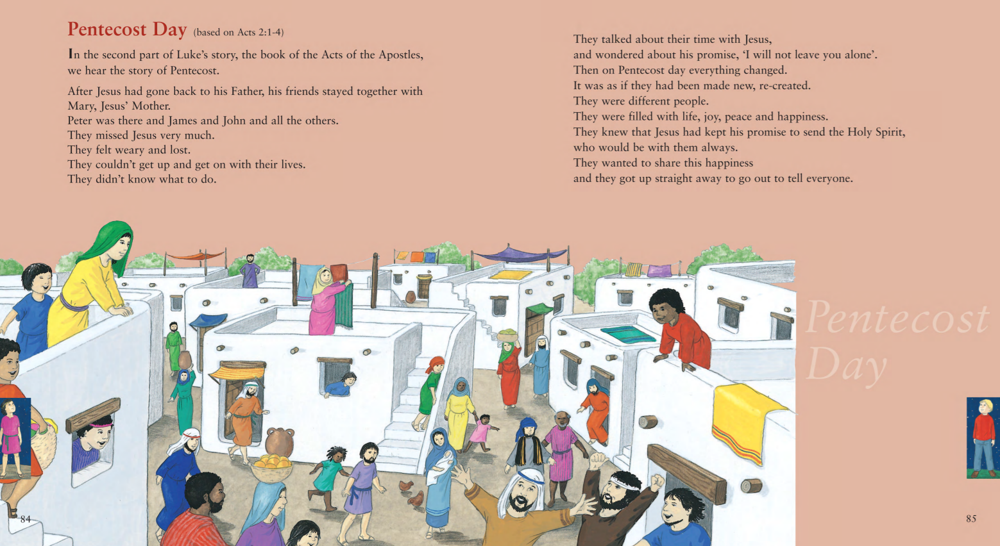 Pentecost Day (based on Acts 2:1-4)
In the second part of Luke’s story, the book of the Acts of the Apostles,
we hear the story of Pentecost.
After Jesus had gone back to his Father, his friends stayed together with
Mary, Jesus’ Mother.
Peter was there and James and John and all the others.
They missed Jesus very much.
They felt weary and lost.
They couldn’t get up and get on with their lives.
They didn’t know what to do.
They talked about their time with Jesus,
and wondered about his promise, ‘I will not leave you alone’.
Then on Pentecost day everything changed.
It was as if they had been made new, re-created.
They were different people.
They were filled with life, joy, peace and happiness.
They knew that Jesus had kept his promise to send the Holy Spirit,
who would be with them always.
They wanted to share this happiness
and they got up straight away to go out to tell everyone.
Pentecost
Day
84
85